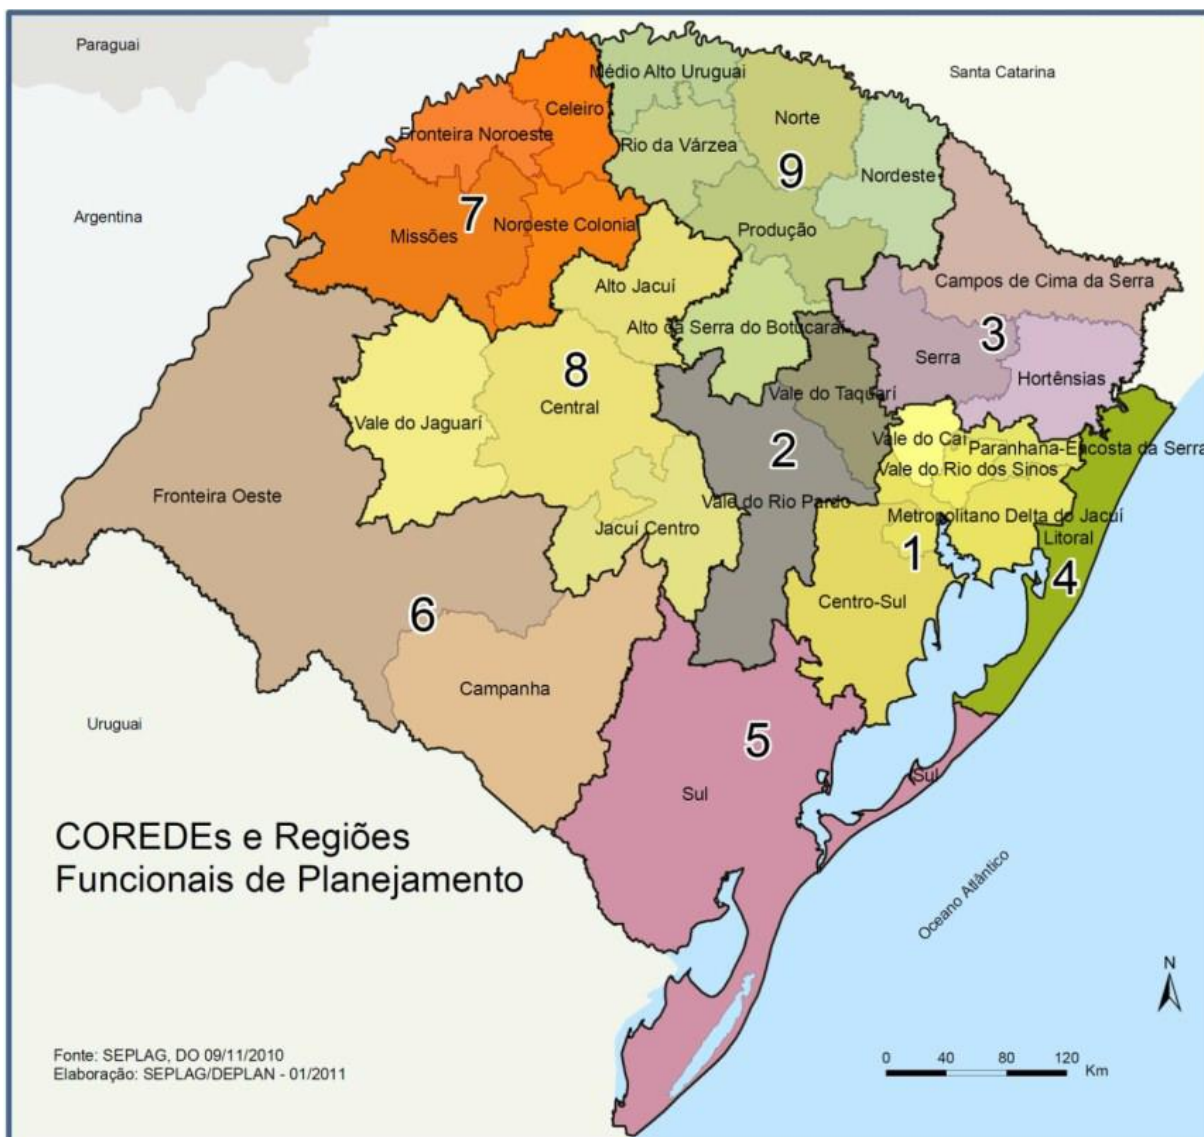 Paraguai
Santa Catarina
Médio Alto Uruguai
Celeiro
Norte
Fronteira Noroeste
Rio da Várzea
9
Nordeste
Argentina
7
Missões
Noroeste Colonia
Produção
Alto Jacuí
Campos de Cima da Serra
Alto da Serra do Botucaraí
3
Serra
8
Hortênsias
Vale do Taquarí
Central
Vale do Jaguarí
Vale do Caí
Paranhana-Encosta da Serra
2
Vale do Rio dos Sinos
Fronteira Oeste
Vale do Rio Pardo
Metropolitano Delta do Jacuí
Jacuí Centro
Litoral
1
4
Centro-Sul
6
Campanha
Uruguai
5
Sul
Sul
COREDEs e Regiões
Funcionais de Planejamento
Oceano Atlântico
N
Fonte: SEPLAG, DO 09/11/2010
Elaboração: SEPLAG/DEPLAN - 01/2011
0 40 80 120
Km